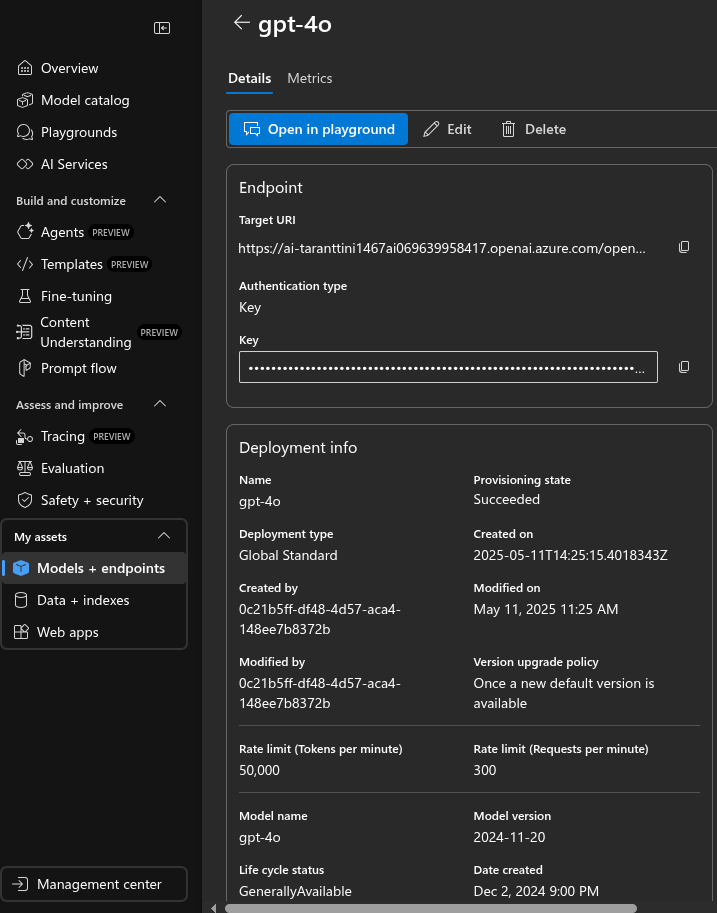 Overview
Model catalog
Playgrounds
AI Services
Build and customize
Agents PREVIEW
Templates PREVIEW
Fine-tuning
Content
Understanding PREVIEW
Prompt flow
Assess and improve
Tracing PREVIEW
Evaluation
Safety + security
My assets
Models + endpoints
Data + indexes
Web apps
Management center
gpt-4o
Details Metrics
Open in playground Edit Delete
Endpoint
Target URI
https://ai-taranttini1467ai069639958417.openai.azure.com/open...
Authentication type
Key
Key
••••••••••••••••••••••••••••••••••••••••••••••••••••••••••••••••••••...
Deployment info
Name Provisioning state
gpt-4o Succeeded
Deployment type Created on
Global Standard 2025-05-11T14:25:15.4018343Z
Created by Modified on
0c21b5ff-df48-4d57-aca4- May 11, 2025 11:25 AM
148ee7b8372b
Modified by Version upgrade policy
0c21b5ff-df48-4d57-aca4- Once a new default version is
148ee7b8372b available
Rate limit (Tokens per minute) Rate limit (Requests per minute)
50,000 300
Model name Model version
gpt-4o 2024-11-20
Life cycle status Date created
GenerallyAvailable Dec 2, 2024 9:00 PM